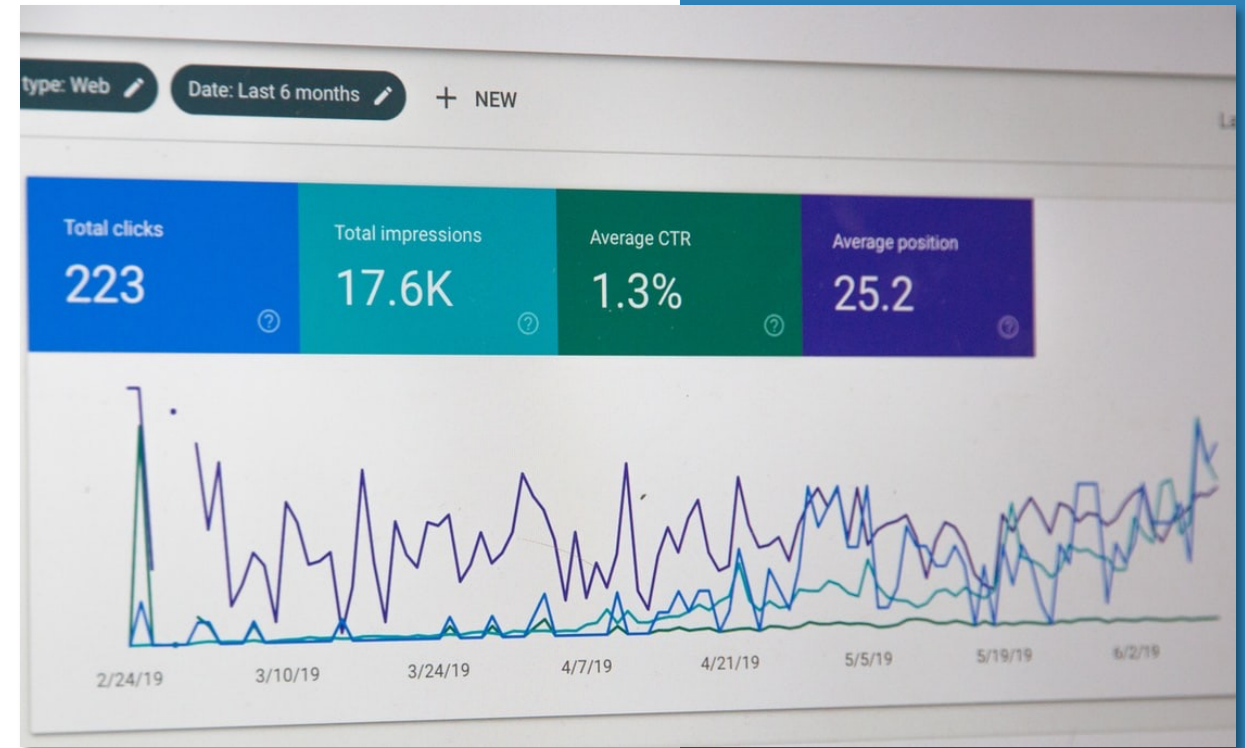 type: Web
Date: Last 6 months
+ NEW
Total clicks
223
Total impressions
17.6K
Average CTR
1.3%
Average position
25.2
2/24/19
3/10/19
3/24/19
4/7/19
4/21/19
5/5/19
5/19/19
6/2/19